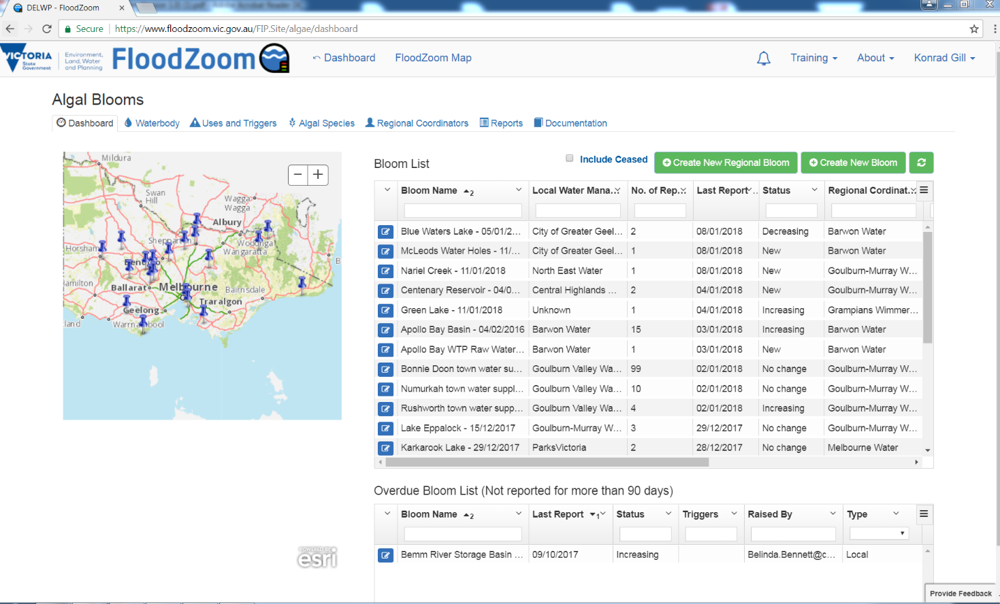 DELWP - FloodZoom
Secure https://www.floodzoom.vic.gov.au/FIP.Site/algae/dashboard
VICTORIA
State
Government
Environment,
Land, Water
and Planning
FloodZoom
Dashboard FloodZoom Map Training About Konrad Gill
Algal Blooms
Dashboard Waterbody Uses and Triggers Algal Species Regional Coordinators Reports Documentation
Mildura
Swan
Hill
Wagga
Wagga
Albury
Horsham
Wodonga
Wangaratta
Ballarat
Melbourne
Bairnsdale
Traralgon
Geelong
POWERED BY
esri
Bloom List Include Ceased Create New Regional Bloom Create New Bloom
Bloom Name 2 Local Water Mana... No. of Rep... Last Report... Status Regional Cordinat...
Blue Waters Lake - 05/01/2... City of Greater Geel... 2 08/01/2018 Decreasing Barwon Water
McLeods Water Holes - 11/... City of Greater Geel... 1 08/01/2018 New Barwon Water
Nariel Creek - 11/01/2018 North East Water 1 08/01/2018 New Goulburn-Murray W...
Centenary Reservoir - 04/0... Central Highlands ... 2 04/01/2018 New Goulburn-Murray W...
Green Lake - 11/01/2018 Unknown 1 04/01/2018 Increasing Grampians Wimmer...
Apollo Bay Basin - 04/02/2016 Barwon Water 15 03/01/2018 Increasing Barwon Water
Apollo Bay WTP Raw Water... Barwon Water 1 03/01/2018 New Barwon Water
Bonnie Doon town water su... Goulburn Valley Wa... 99 02/01/2018 No change Goulburn-Murray W...
Numurkah town water suppl... Goulburn Valley Wa... 10 02/01/2018 No change Goulburn-Murray W...
Rushworth town water supp... Goulburn Valley Wa... 4 02/01/2018 Increasing Goulburn-Murray W...
Lake Eppalock - 15/12/2017 Goulburn-Murray W... 3 29/12/2017 No change Goulburn-Murray W...
Karkarook Lake - 29/12/2017 ParksVictoria 2 28/12/2017 No change Melbourne Water
Overdue Bloom List (Not reported for more than 90 days)
Bloom Name 2 Last Report 1 Status Triggers Raised By Type
Bemm River Storage Basin ... 09/10/2017 Increasing Belinda.Bennett@c... Local
Provide Feedback